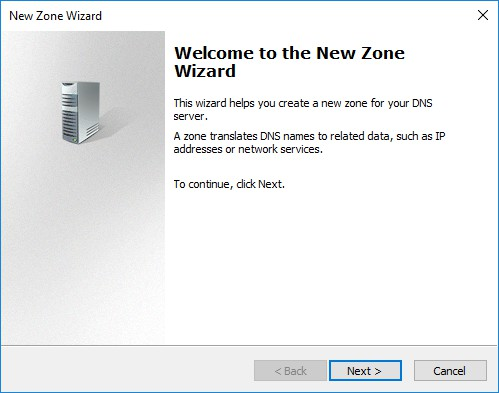 New Zone Wizard
Welcome to the New Zone
Wizard
This wizard helps you create a new zone for your DNS
server.
A zone translates DNS names to related data, such as IP
addresses or network services.
To continue, click Next.
< Back
Next >
Cancel